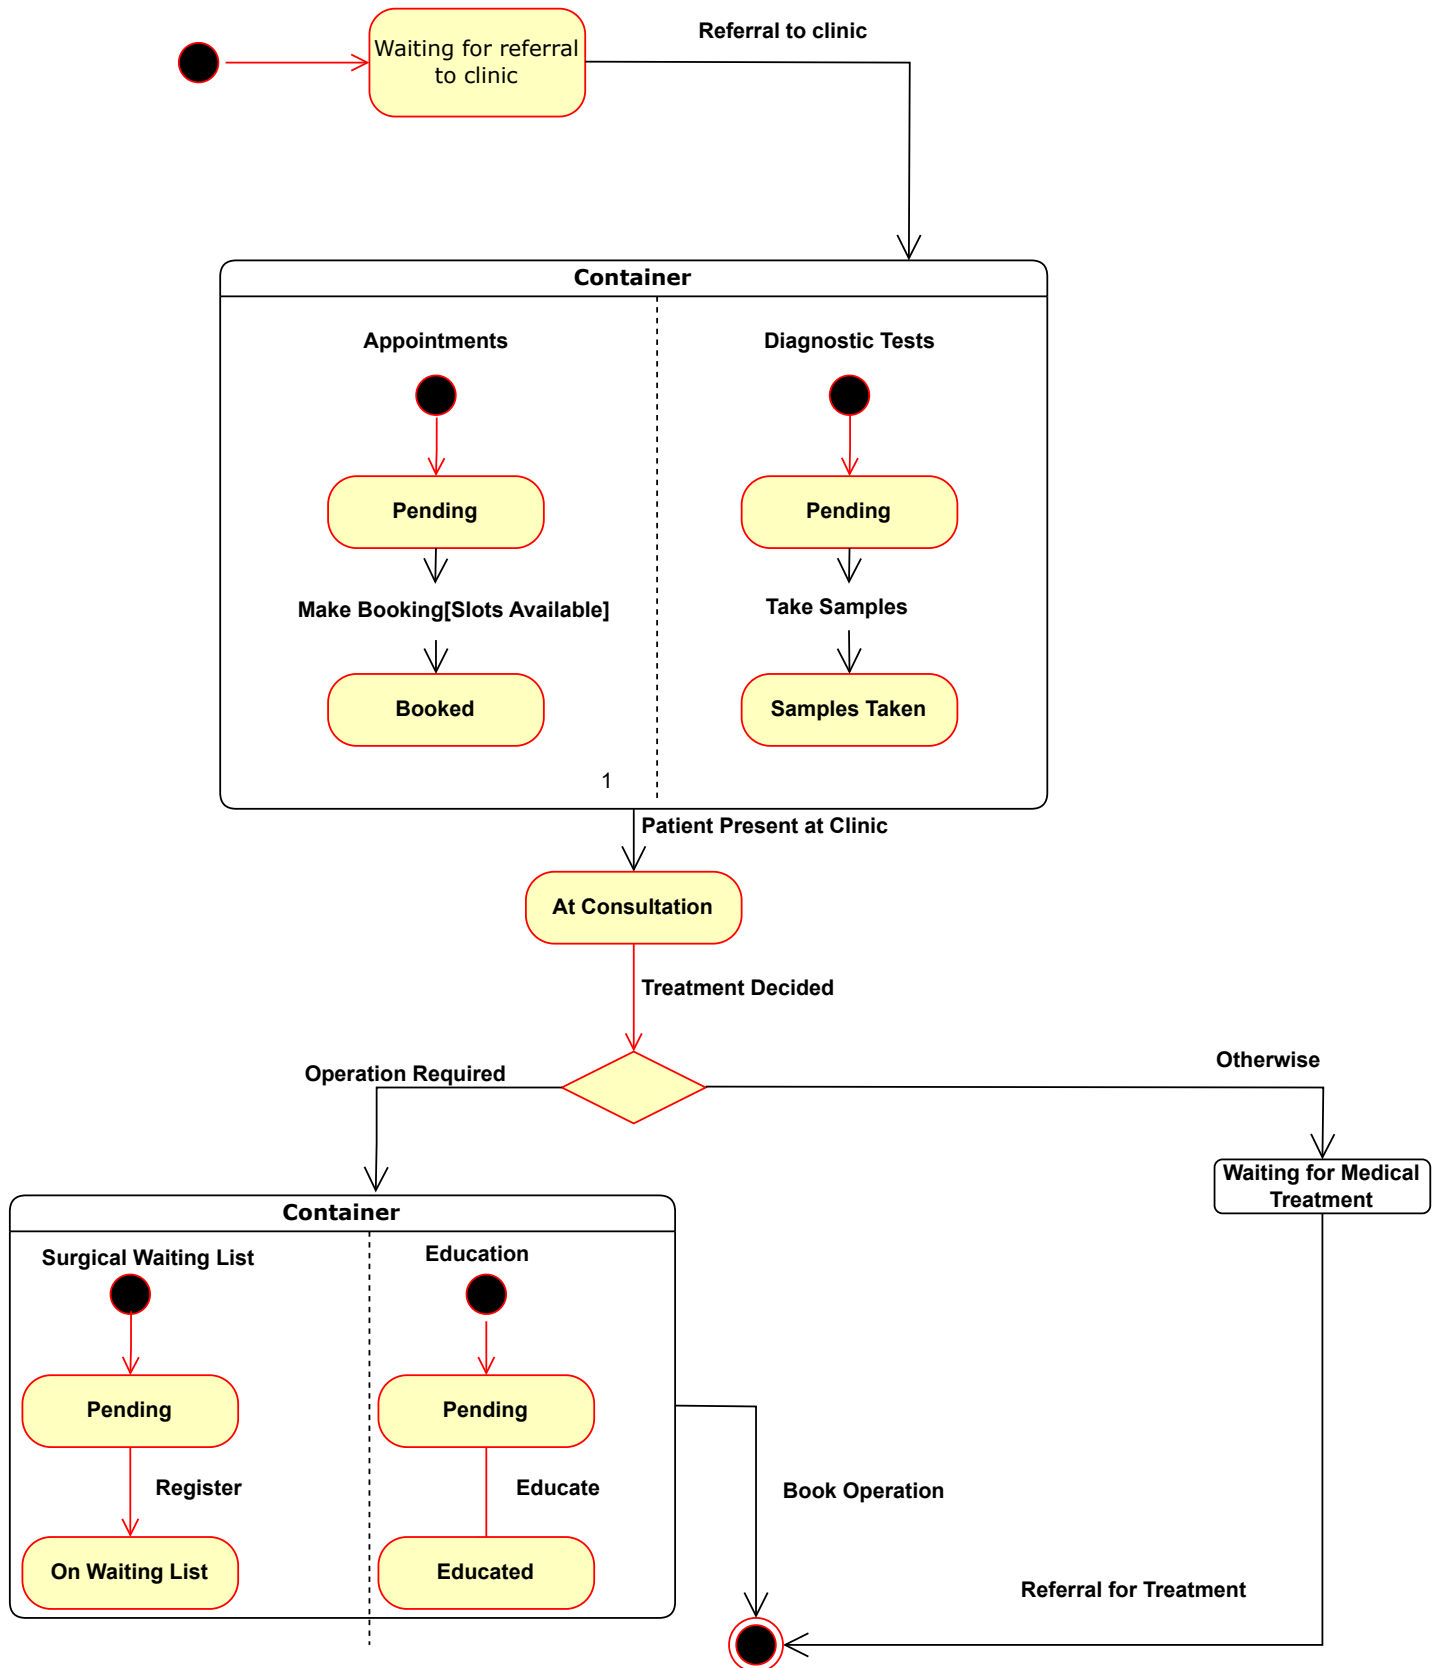 Referral to clinic
Waiting for referral
to clinic
Container
Appointments
Diagnostic Tests
Pending
Pending
Make Booking[Slots Available]
Take Samples
Booked
Samples Taken
1
Patient Present at Clinic
At Consultation
Treatment Decided
Operation Required
Otherwise
Waiting for Medical
Treatment
Container
Surgical Waiting List
Education
Pending
Pending
Register
Educate
Book Operation
On Waiting List
Educated
Referral for Treatment